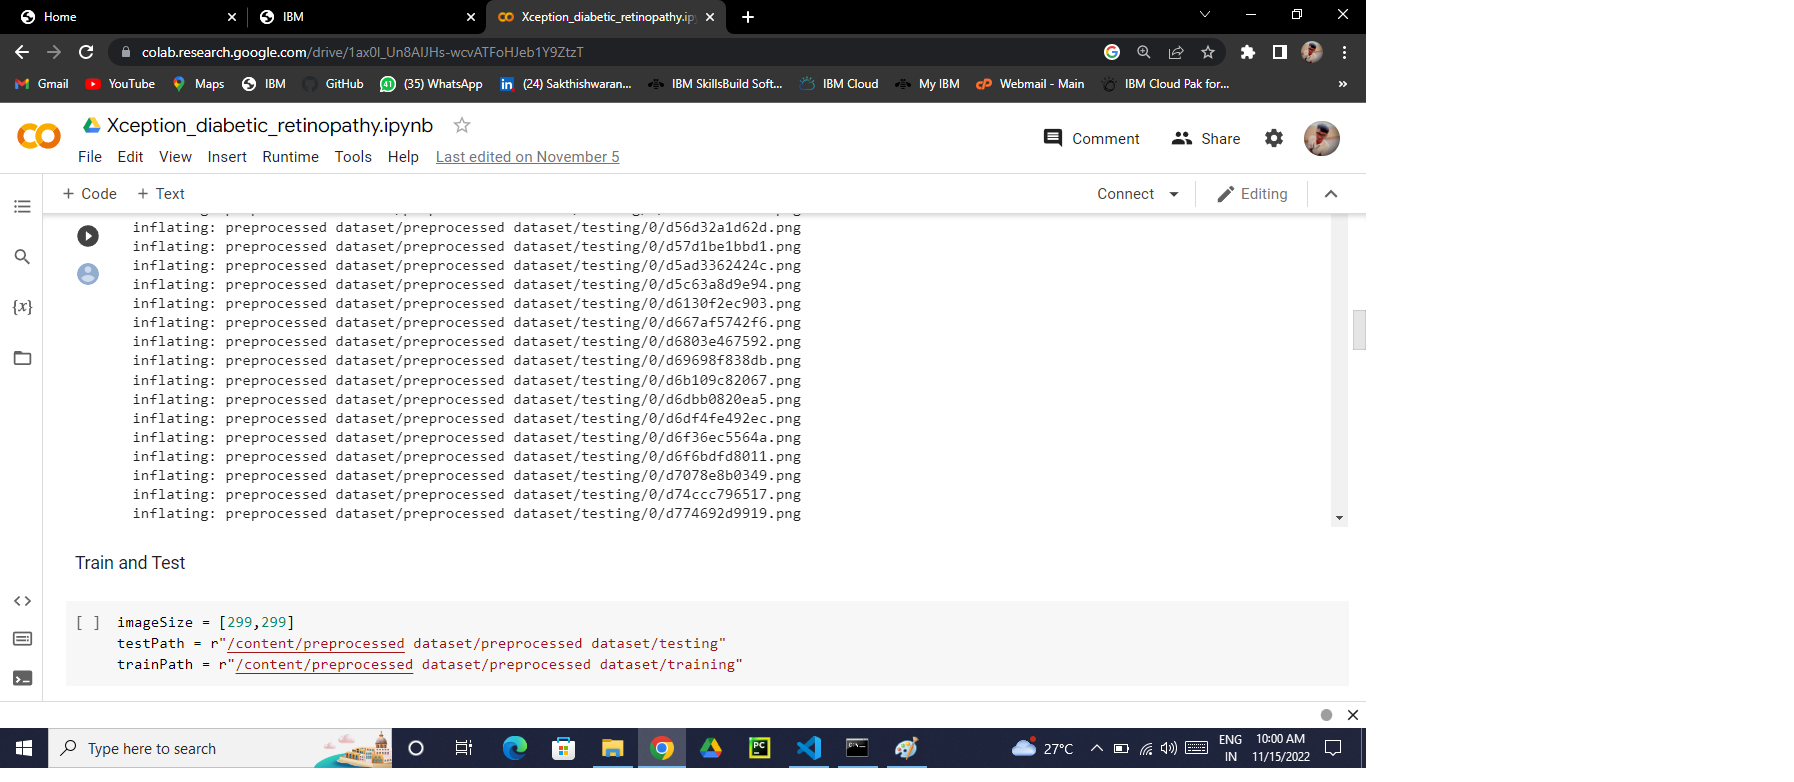 Home
IBM
Xception_diabetic_retinopathy.ip
colab.research.google.com/drive/1ax0l_Un8AlJHs-wcvATFoHJeb1Y9ZtzT
Gmail YouTube Maps IBM GitHub (35) WhatsApp (24) Sakthishwaran... IBM SkillsBuild Soft... IBM Cloud My IBM Webmail - Main IBM Cloud Pak for... »
Xception_diabetic_retinopathy.ipynb
Comment Share
File Edit View Insert Runtime Tools Help Last edited on November 5
+ Code + Text Connect Editing
inflating: preprocessed dataset/preprocessed dataset/testing/0/d56d32a1d62d.png
inflating: preprocessed dataset/preprocessed dataset/testing/0/d57d1be1bbd1.png
inflating: preprocessed dataset/preprocessed dataset/testing/0/d5ad3362424c.png
inflating: preprocessed dataset/preprocessed dataset/testing/0/d5c63a8d9e94.png
inflating: preprocessed dataset/preprocessed dataset/testing/0/d6130f2ec903.png
inflating: preprocessed dataset/preprocessed dataset/testing/0/d667af5742f6.png
inflating: preprocessed dataset/preprocessed dataset/testing/0/d6803e467592.png
inflating: preprocessed dataset/preprocessed dataset/testing/0/d69698f838db.png
inflating: preprocessed dataset/preprocessed dataset/testing/0/d6b109c82067.png
inflating: preprocessed dataset/preprocessed dataset/testing/0/d6dbb0820ea5.png
inflating: preprocessed dataset/preprocessed dataset/testing/0/d6df4fe492ec.png
inflating: preprocessed dataset/preprocessed dataset/testing/0/d6f36ec5564a.png
inflating: preprocessed dataset/preprocessed dataset/testing/0/d6f6bdfd8011.png
inflating: preprocessed dataset/preprocessed dataset/testing/0/d7078e8b0349.png
inflating: preprocessed dataset/preprocessed dataset/testing/0/d74ccc796517.png
inflating: preprocessed dataset/preprocessed dataset/testing/0/d774692d9919.png
Train and Test
[ ] imageSize = [299,299]
testPath = r"/content/preprocessed dataset/preprocessed dataset/testing"
trainPath = r"/content/preprocessed dataset/preprocessed dataset/training"
Type here to search
27°C
ENG
IN
10:00 AM
11/15/2022